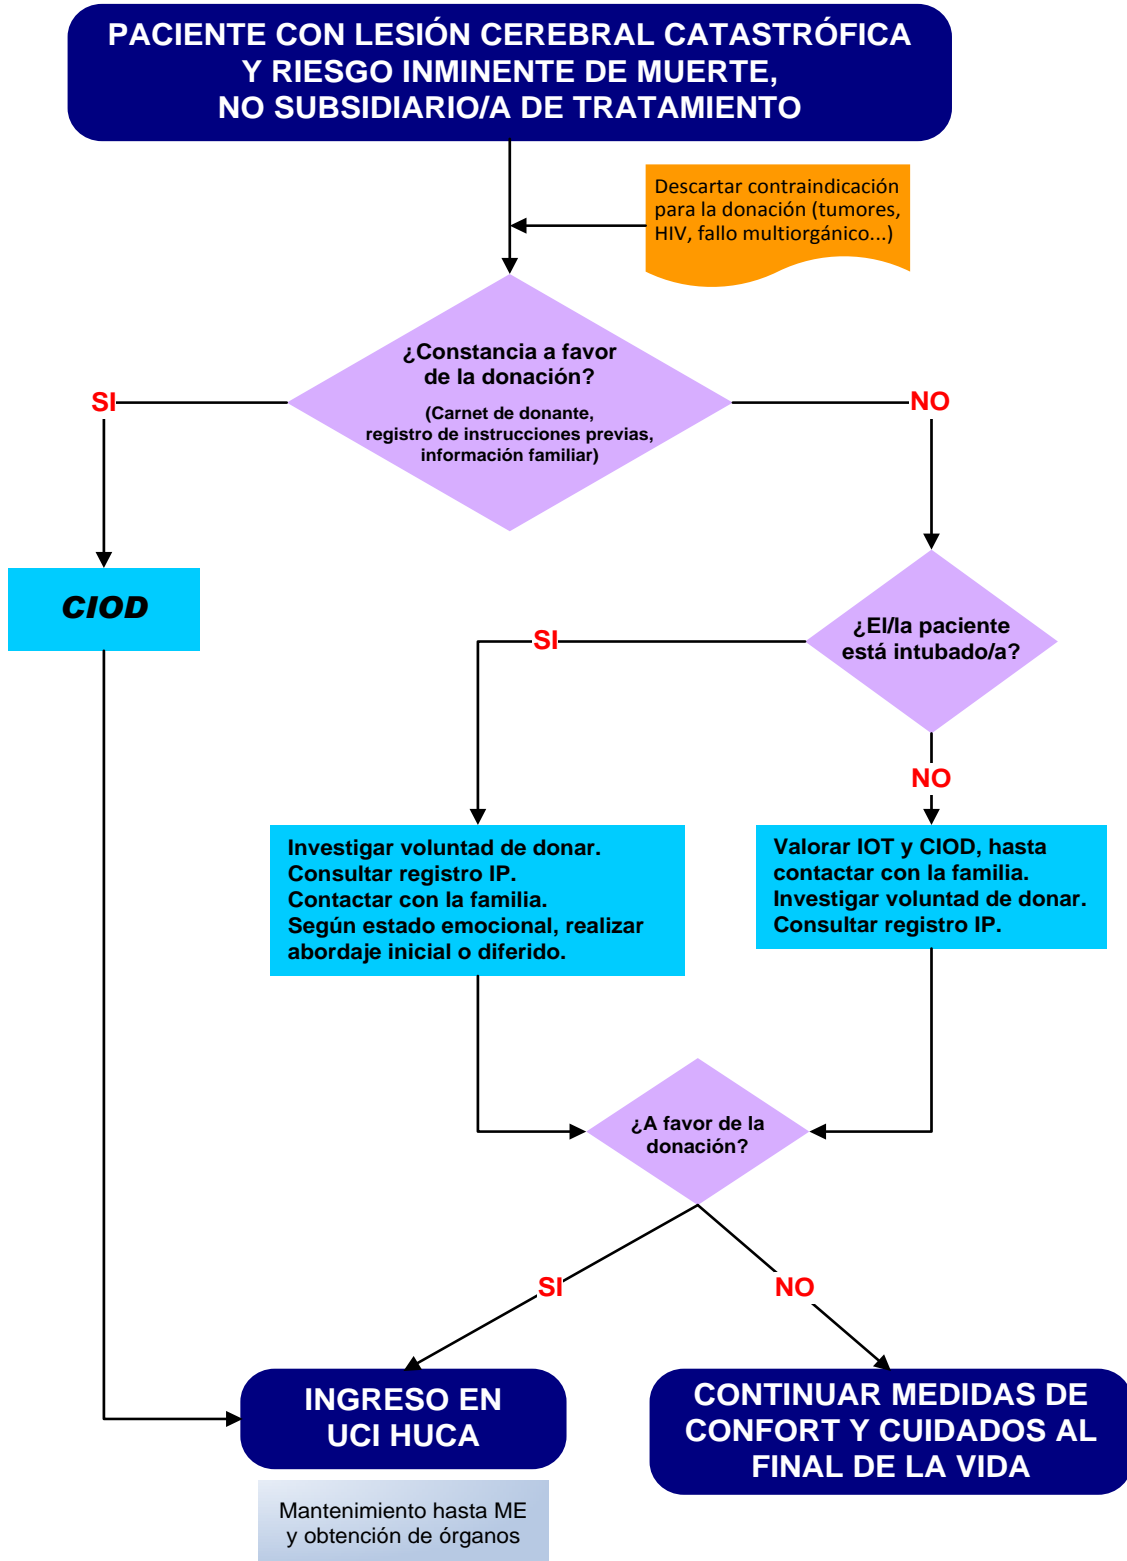 PACIENTE CON LESIÓN CEREBRAL CATASTRÓFICA
Y RIESGO INMINENTE DE MUERTE,
NO SUBSIDIARIO/A DE TRATAMIENTO
Descartar contraindicación
para la donación (tumores,
HIV, fallo multiorgánico...)
¿Constancia a favor
de la donación?
(Carnet de donante,
registro de instrucciones previas,
información familiar)
SI
NO
CIOD
¿El/la paciente
está intubado/a?
SI
NO
Investigar voluntad de donar.
Consultar registro IP.
Contactar con la familia.
Según estado emocional, realizar
abordaje inicial o diferido.
Valorar IOT y CIOD, hasta
contactar con la familia.
Investigar voluntad de donar.
Consultar registro IP.
¿A favor de la
donación?
SI
NO
INGRESO EN
UCI HUCA
CONTINUAR MEDIDAS DE
CONFORT Y CUIDADOS AL
FINAL DE LA VIDA
Mantenimiento hasta ME
y obtención de órganos